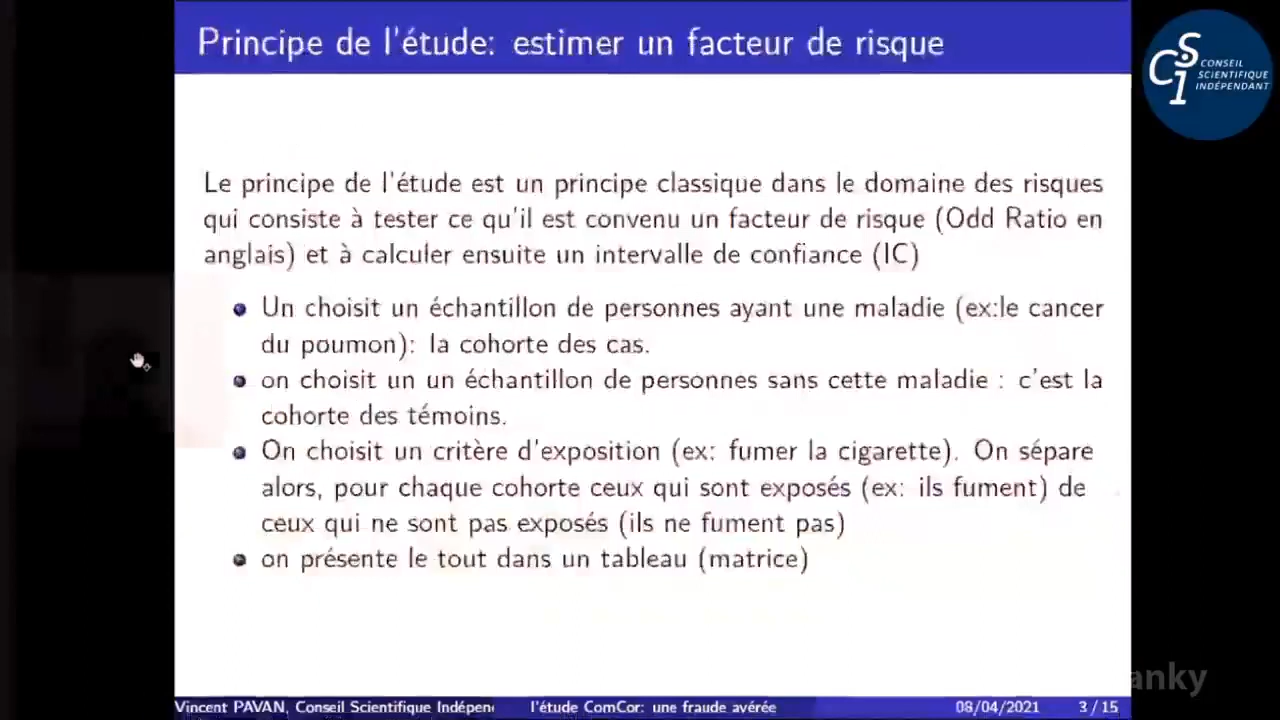 Principe de l'étude: estimer un facteur de risque
CSI
CONSEIL
SCIENTIFIQUE
INDÉPENDANT
Le principe de l'étude est un principe classique dans le domaine des risques
qui consiste à tester ce qu'il est convenu un facteur de risque (Odd Ratio en
anglais) et à calculer ensuite un intervalle de confiance (IC)
Un choisit un échantillon de personnes ayant une maladie (ex:le cancer
du poumon): la cohorte des cas.
on choisit un un échantillon de personnes sans cette maladie : c'est la
cohorte des témoins.
On choisit un critère d'exposition (ex: fumer la cigarette). On sépare
alors, pour chaque cohorte ceux qui sont exposés (ex: ils fument) de
ceux qui ne sont pas exposés (ils ne fument pas)
on présente le tout dans un tableau (matrice)
anky
Vincent PAVAN, Conseil Scientifique Indépen l'étude ComCor: une fraude avérée 08/04/2021 3 / 15